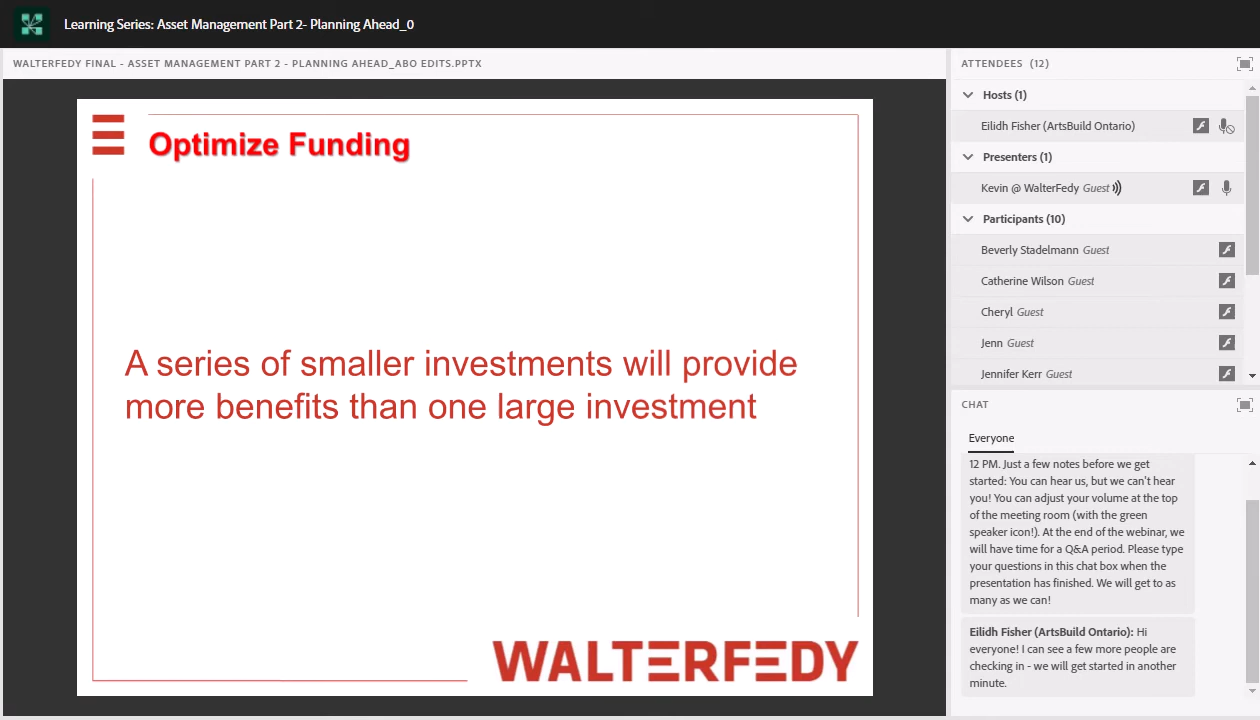 Learning Series: Asset Management Part 2- Planning Ahead_0
WALTERFEDY FINAL - ASSET MANAGEMENT PART 2 - PLANNING AHEAD_ABO EDITS.PPTX
Optimize Funding
A series of smaller investments will provide
more benefits than one large investment
WALTERFEDY
ATTENDEES (12)
Hosts (1)
Eilidh Fisher (ArtsBuild Ontario)
Presenters (1)
Kevin @ WalterFedy Guest
Participants (10)
Beverly Stadelmann Guest
Catherine Wilson Guest
Cheryl Guest
Jenn Guest
Jennifer Kerr Guest
CHAT
Everyone
12 PM. Just a few notes before we get
started: You can hear us, but we can't hear
you! You can adjust your volume at the top
of the meeting room (with the green
speaker icon!). At the end of the webinar, we
will have time for a Q&A period. Please type
your questions in this chat box when the
presentation has finished. We will get to as
many as we can!
Eilidh Fisher (ArtsBuild Ontario): Hi
everyone! I can see a few more people are
checking in - we will get started in another
minute.